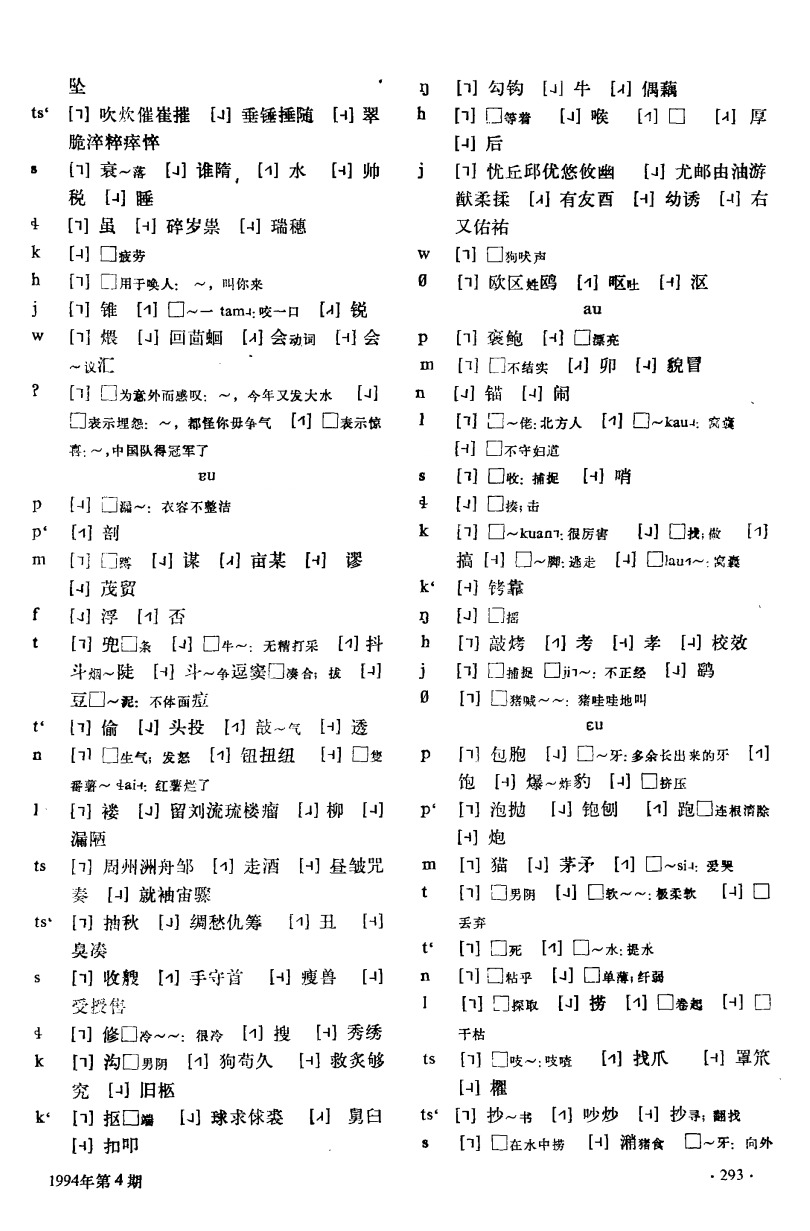 坠
ts‘ [˥] 吹炊催崔摧 [˩] 垂锤捶随 [˧] 翠
脆淬粹瘁悴
s [˥] 衰~落 [˩] 谁隋 [˧˥] 水 [˧] 帅
税 [˨] 睡
ɬ [˥] 虽 [˧] 碎岁祟 [˨] 瑞穗
k [˨] □疲劳
h [˥] □用于唤人: ~，叫你来
j [˥] 锥 [˧˥] □~一 tam˨: 咬一口 [˩˧] 锐
w [˥] 煨 [˩] 回茴蛔 [˩˧] 会动词 [˧] 会
~议汇
ʔ [˥] □为意外而感叹: ~，今年又发大水 [˩]
□表示埋怨: ~，都怪你毋争气 [˧˥] □表示惊
喜: ~,中国队得冠军了
ɐu
p [˨] □漏~: 衣容不整洁
p‘ [˧˥] 剖
m [˥] □蹲 [˩] 谋 [˩˧] 亩某 [˧] 谬
[˨] 茂贸
f [˩] 浮 [˧˥] 否
t [˥] 兜□条 [˩] □牛~: 无精打采 [˧˥] 抖
斗烟~陡 [˧] 斗~争逗窦□凑合; 拔 [˨]
豆□~泥: 不体面痘
t‘ [˥] 偷 [˩] 头投 [˧˥] 敨~气 [˧] 透
n [˥] □生气; 发怒 [˧˥] 钮扭纽 [˧] □
番薯~ ɬai˧: 红薯烂了
l [˥] 褛 [˩] 留刘流琉楼瘤 [˩˧] 柳 [˨]
漏陋
ts [˥] 周州洲舟邹 [˧˥] 走酒 [˧] 昼皱咒
奏 [˨] 就袖宙骤
ts‘ [˥] 抽秋 [˩] 绸愁仇筹 [˧˥] 丑 [˧]
臭凑
s [˥] 收艘 [˧˥] 手守首 [˧] 瘦兽 [˨]
受授售
ɬ [˥] 修□冷~~: 很冷 [˧˥] 搜 [˧] 秀绣
k [˥] 沟□男阴 [˧˥] 狗苟久 [˧] 救炙够
究 [˨] 旧柩
k‘ [˥] 抠□端 [˩] 球求俅裘 [˩˧] 舅臼
[˧] 扣叩
ŋ [˥] 勾钩 [˩] 牛 [˩˧] 偶藕
h [˥] □等着 [˩] 喉 [˧˥] □ [˩˧] 厚
[˨] 后
j [˥] 忧丘邱优悠攸幽 [˩] 尤邮由油游
猷柔揉 [˩˧] 有友酉 [˧] 幼诱 [˨] 右
又佑祐
w [˥] □狗吠声
Ø [˥] 欧区姓鸥 [˧˥] 呕吐 [˧] 沤
au
p [˥] 褒鲍 [˧] □漂亮
m [˥] □不结实 [˩˧] 卯 [˨] 貌冒
n [˩] 锚 [˨] 闹
l [˥] □~佬: 北方人 [˧˥] □~kau˨: 窝囊
[˧] □不守妇道
s [˥] □收: 捕捉 [˧] 哨
ɬ [˩] □揍; 击
k [˥] □~kuan˥: 很厉害 [˩] □找; 做 [˧˥]
搞 [˧] □~脚: 逃走 [˨] □lau˧˥~: 窝囊
k‘ [˧] 铐靠
ŋ [˩] □摇
h [˥] 敲烤 [˧˥] 考 [˧] 孝 [˨] 校效
j [˥] □捕捉 □ji˥~: 不正经 [˩] 鹞
Ø [˥] □猪喊~~: 猪哇哇地叫
ɛu
p [˥] 包胞 [˩] □~牙: 多余长出来的牙 [˧˥]
饱 [˧] 爆~炸豹 [˨] □挤压
p‘ [˥] 泡抛 [˩] 鲍刨 [˧˥] 跑□连根清除
[˧] 炮
m [˥] 猫 [˩] 茅矛 [˧˥] □~si˨: 爱哭
t [˥] □男阴 [˩] □软~~: 极柔软 [˨] □
丢弃
t‘ [˥] □死 [˧˥] □~水: 提水
n [˥] □粘乎 [˩] □单薄; 纤弱
l [˥] □探取 [˩] 捞 [˧˥] □卷起 [˧] □
干枯
ts [˥] □吱~: 吱喳 [˧˥] 找爪 [˧] 罩笊
[˨] 櫂
ts‘ [˥] 抄~书 [˧˥] 吵炒 [˧] 抄寻; 翻找
s [˥] □在水中捞 [˧] 潲猪食 □~牙: 向外
1994年第4期
·293·